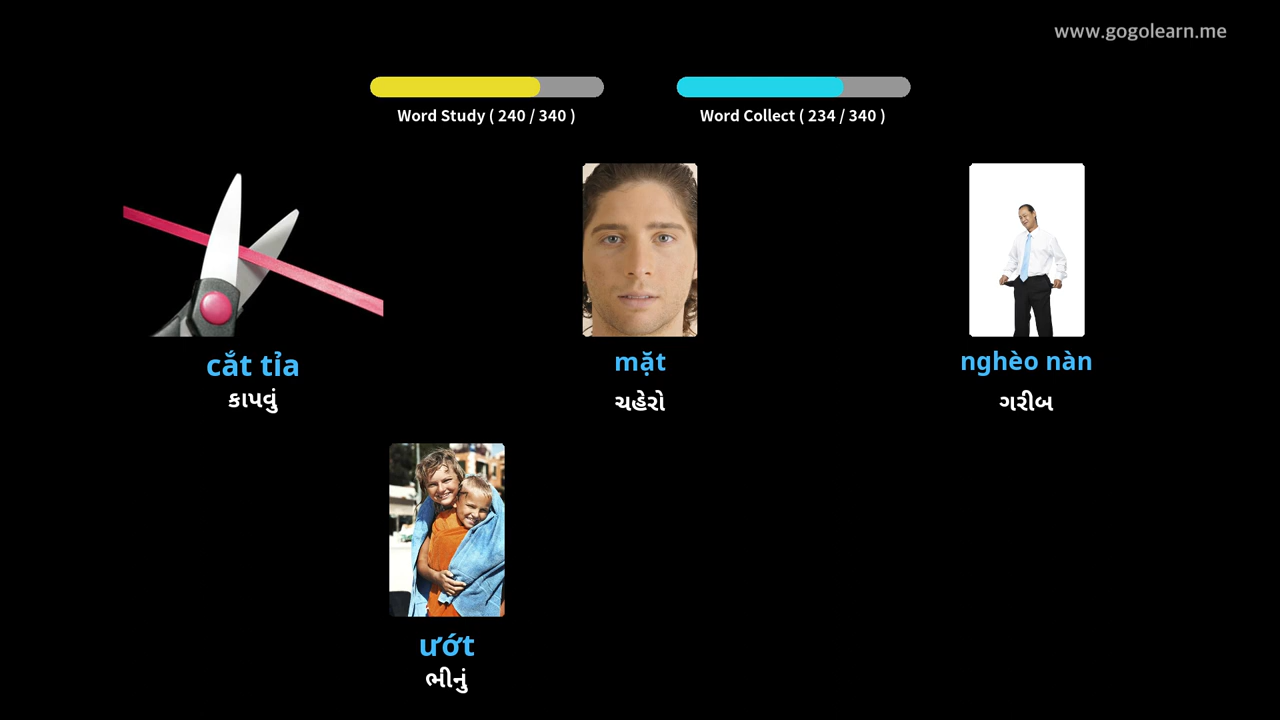 www.gogolearn.me
Word Study ( 240 / 340 )
Word Collect ( 234 / 340 )
cắt tỉa
કાપવું
mặt
ચહેરો
nghèo nàn
ગરીબ
ướt
ભીનું